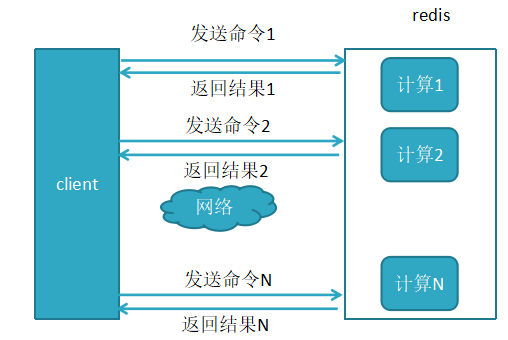 redis
发送命令1
返回结果1
计算1
发送命令2
返回结果2
计算2
client
网络
发送命令N
返回结果N
计算N